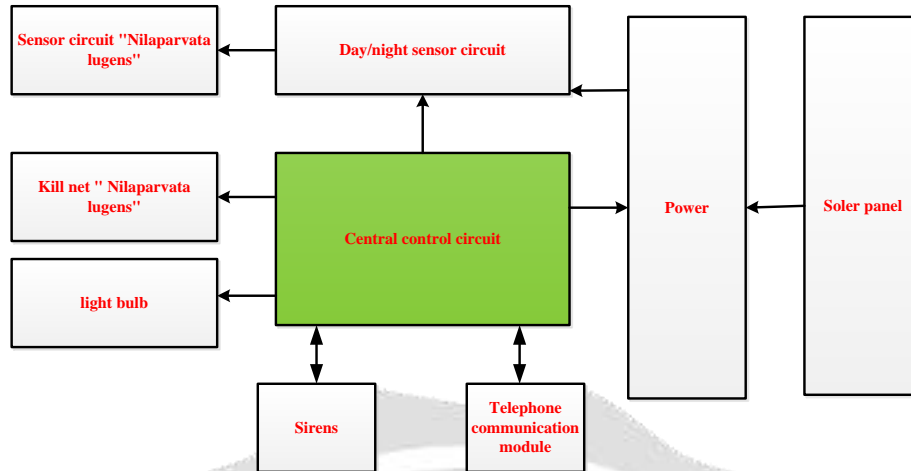 Sensor circuit "Nilaparvata
lugens"
Day/night sensor circuit
Kill net " Nilaparvata
lugens"
Central control circuit
Power
Soler panel
light bulb
Sirens
Telephone
communication
module